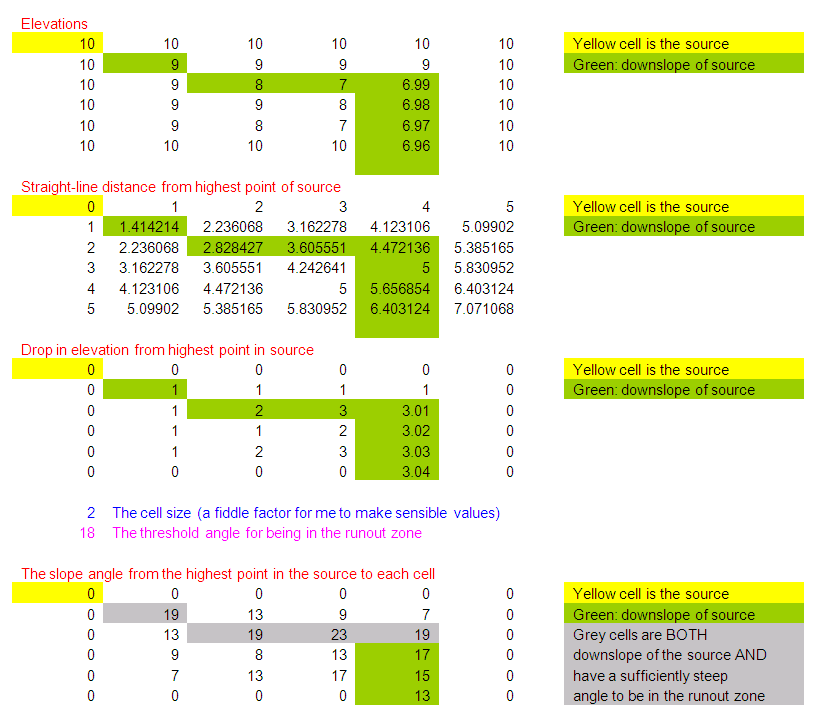 Elevations
10 10 10 10 10 10 Yellow cell is the source
10 9 9 9 9 10 Green: downslope of source
10 9 8 7 6.99 10
10 9 9 8 6.98 10
10 9 8 7 6.97 10
10 10 10 10 6.96 10
Straight-line distance from highest point of source
0 1 2 3 4 5 Yellow cell is the source
1 1.414214 2.236068 3.162278 4.123106 5.09902 Green: downslope of source
2 2.236068 2.828427 3.605551 4.472136 5.385165
3 3.162278 3.605551 4.242641 5 5.830952
4 4.123106 4.472136 5 5.656854 6.403124
5 5.09902 5.385165 5.830952 6.403124 7.071068
Drop in elevation from highest point in source
0 0 0 0 0 0 Yellow cell is the source
0 1 1 1 1 0 Green: downslope of source
0 1 2 3 3.01 0
0 1 1 2 3.02 0
0 1 2 3 3.03 0
0 0 0 0 3.04 0
2 The cell size (a fiddle factor for me to make sensible values)
18 The threshold angle for being in the runout zone
The slope angle from the highest point in the source to each cell
0 0 0 0 0 0 Yellow cell is the source
0 19 13 9 7 0 Green: downslope of source
0 13 19 23 19 0 Grey cells are BOTH
0 9 8 13 17 0 downslope of the source AND
0 7 13 17 15 0 have a sufficiently steep
0 0 0 0 13 0 angle to be in the runout zone